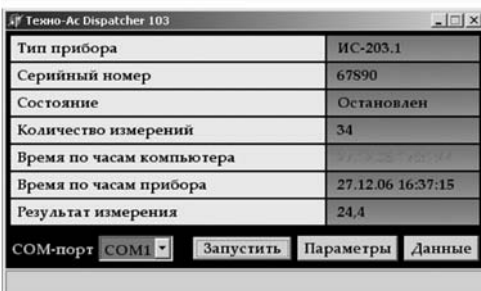 Техно-Ас Dispatcher 103
Тип прибора ИС-203.1
Серийный номер 67890
Состояние Остановлен
Количество измерений 34
Время по часам компьютера
Время по часам прибора 27.12.06 16:37:15
Результат измерения 24,4
COM-порт COM1 Запустить Параметры Данные